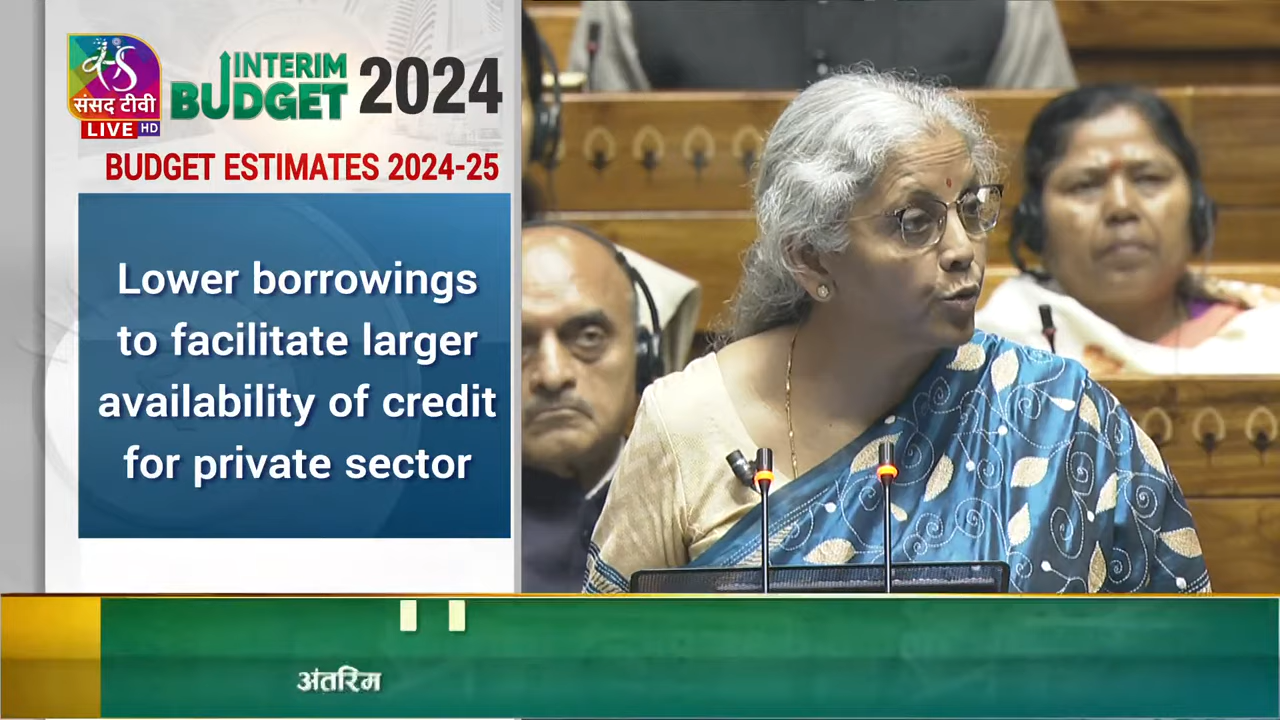 संसद टीवी
LIVE HD
INTERIM
BUDGET 2024
BUDGET ESTIMATES 2024-25
Lower borrowings
to facilitate larger
availability of credit
for private sector
अंतरिम